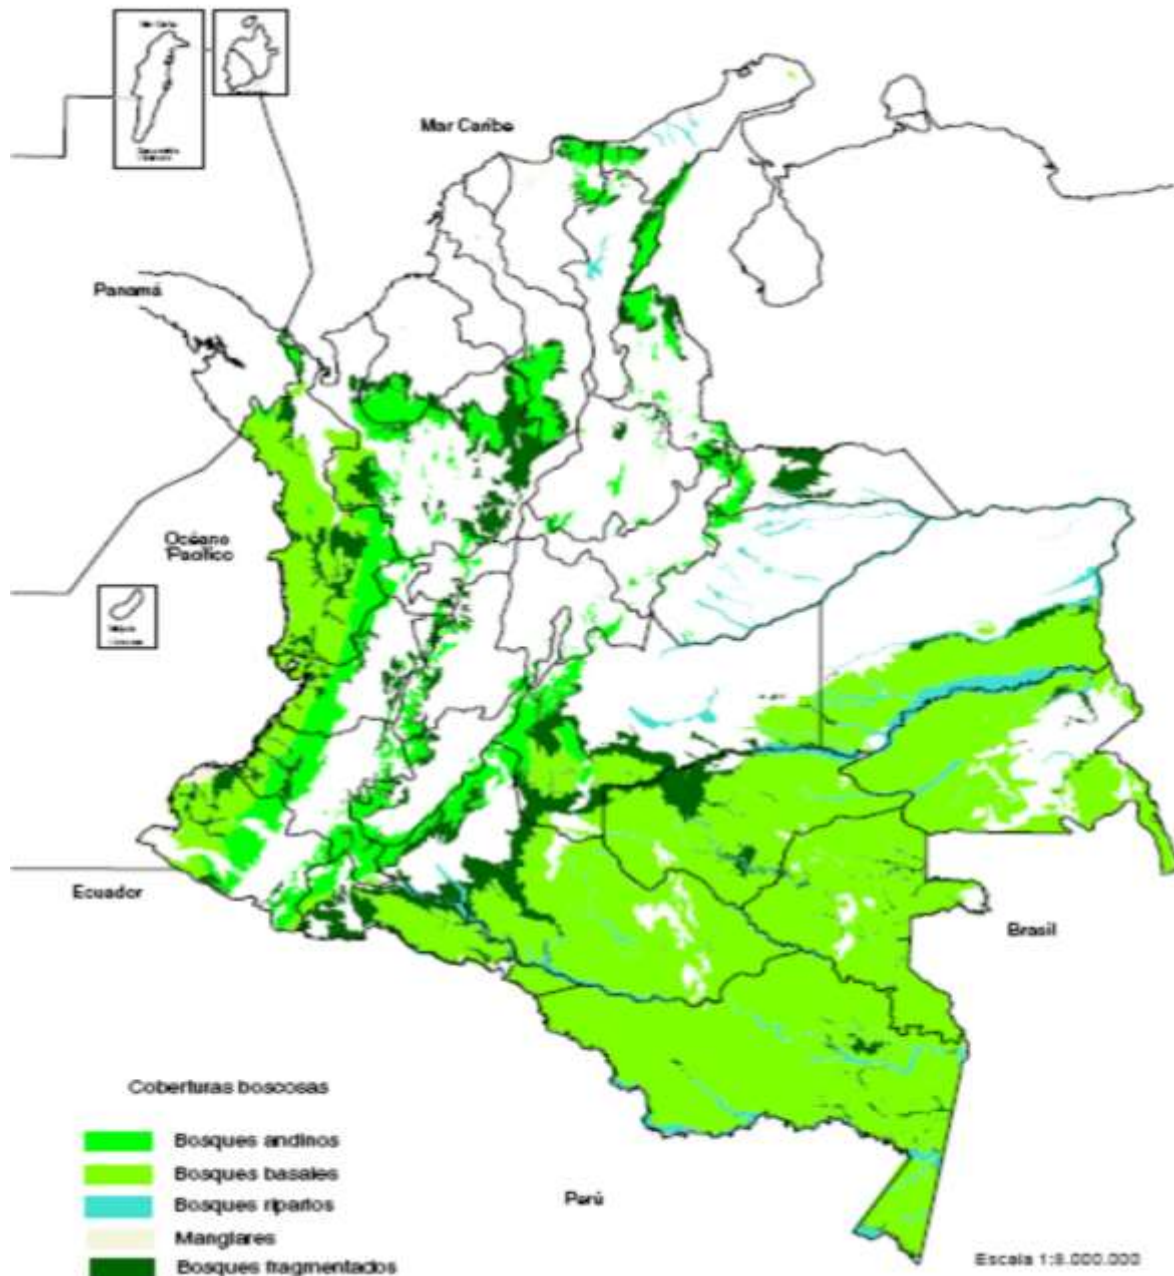 Mar Caribe
Panamá
Océano
Pacífico
Ecuador
Brasil
Perú
Coberturas boscosas
Bosques andinos
Bosques basales
Bosques riparios
Manglares
Bosques fragmentados
Escala 1:8.000.000